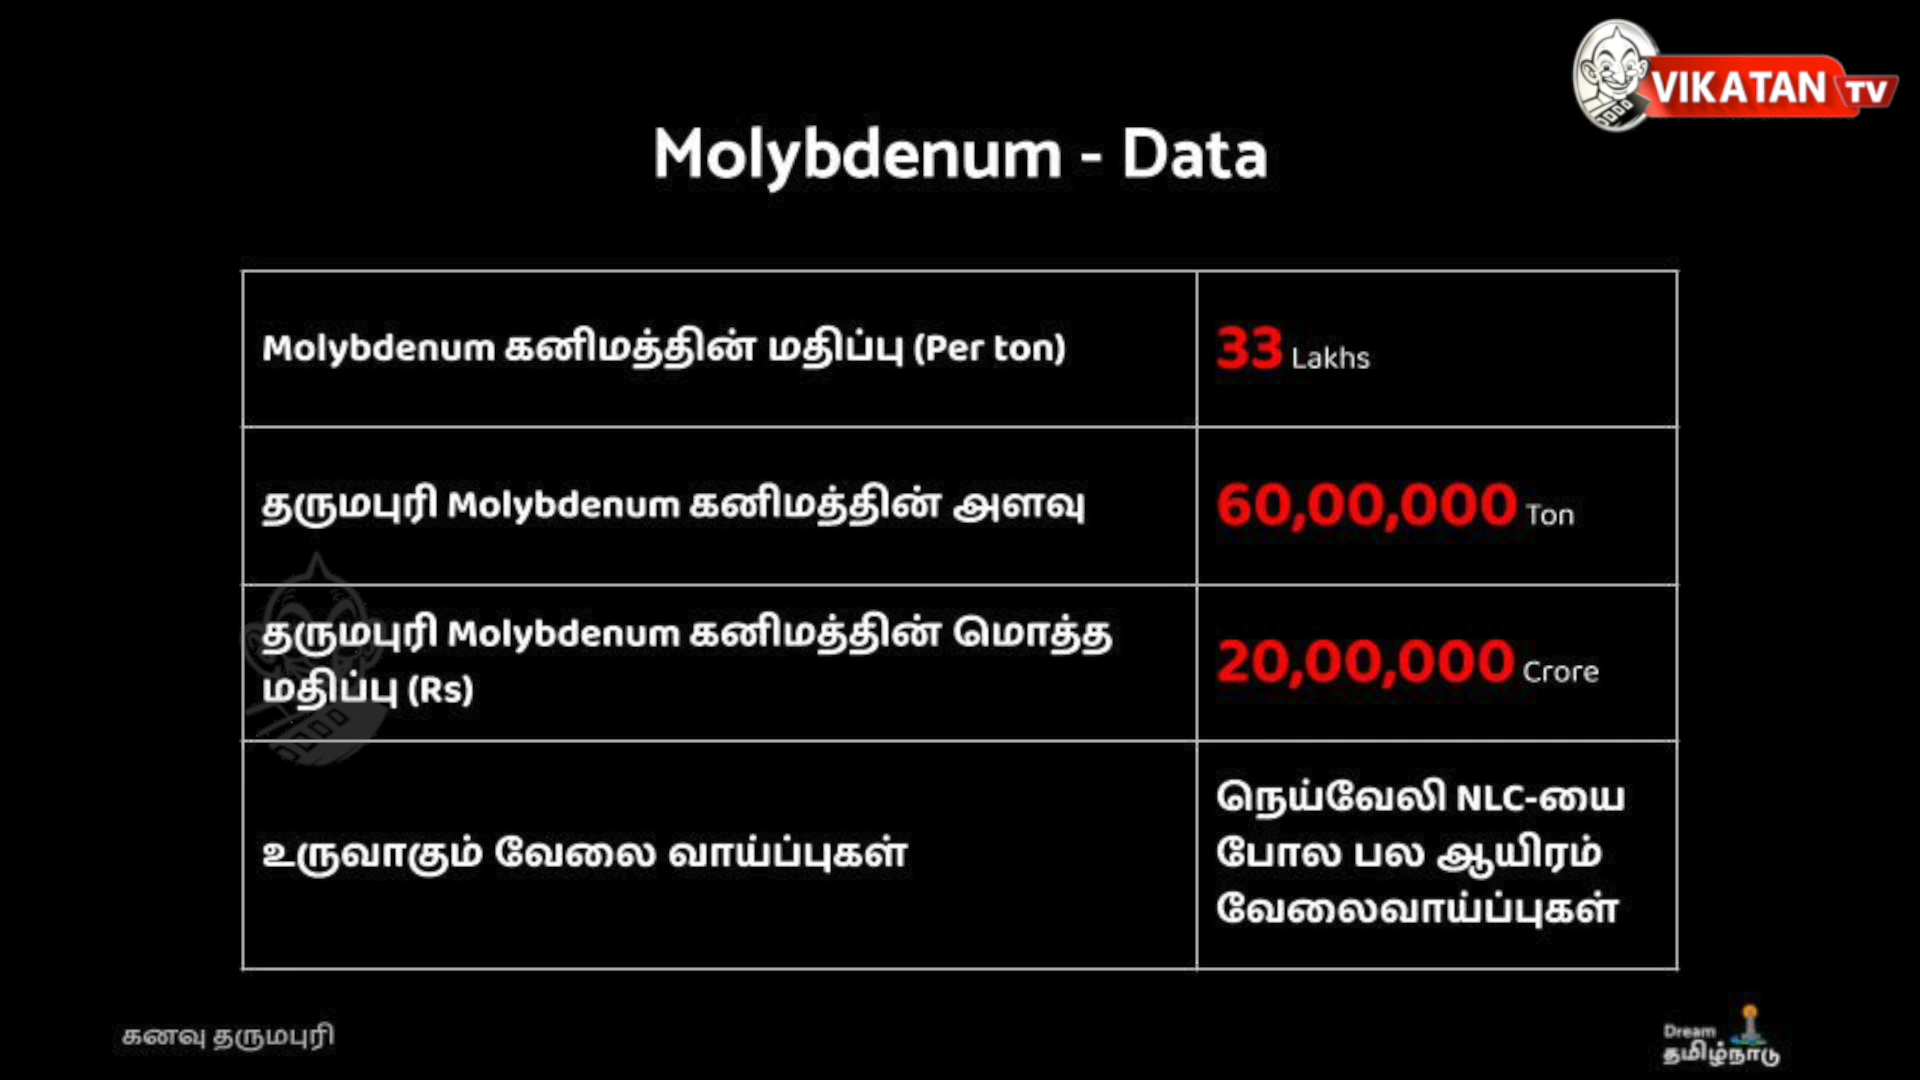 VIKATAN TV
Molybdenum - Data
Molybdenum கனிமத்தின் மதிப்பு (Per ton)
33 Lakhs
தருமபுரி Molybdenum கனிமத்தின் அளவு
60,00,000 Ton
தருமபுரி Molybdenum கனிமத்தின் மொத்த
மதிப்பு (Rs)
20,00,000 Crore
உருவாகும் வேலை வாய்ப்புகள்
நெய்வேலி NLC-யை
போல பல ஆயிரம்
வேலைவாய்ப்புகள்
கனவு தருமபுரி
Dream
தமிழ்நாடு